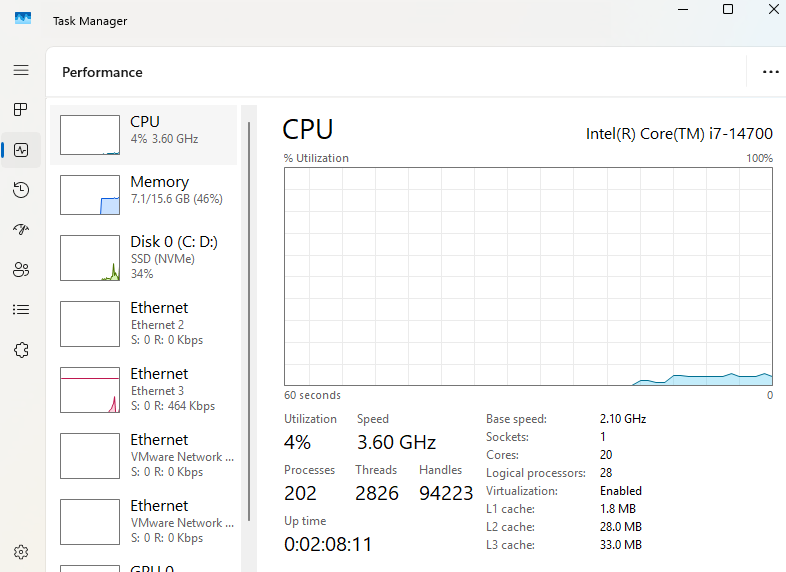 Task Manager
Performance
CPU
4% 3.60 GHz
Memory
7.1/15.6 GB (46%)
Disk 0 (C: D:)
SSD (NVMe)
34%
Ethernet
Ethernet 2
S: 0 R: 0 Kbps
Ethernet
Ethernet 3
S: 0 R: 464 Kbps
Ethernet
VMware Network ...
S: 0 R: 0 Kbps
Ethernet
VMware Network ...
S: 0 R: 0 Kbps
GPU 0
CPU
Intel(R) Core(TM) i7-14700
% Utilization 100%
60 seconds 0
Utilization Speed
4% 3.60 GHz
Processes Threads Handles
202 2826 94223
Up time
0:02:08:11
Base speed: 2.10 GHz
Sockets: 1
Cores: 20
Logical processors: 28
Virtualization: Enabled
L1 cache: 1.8 MB
L2 cache: 28.0 MB
L3 cache: 33.0 MB